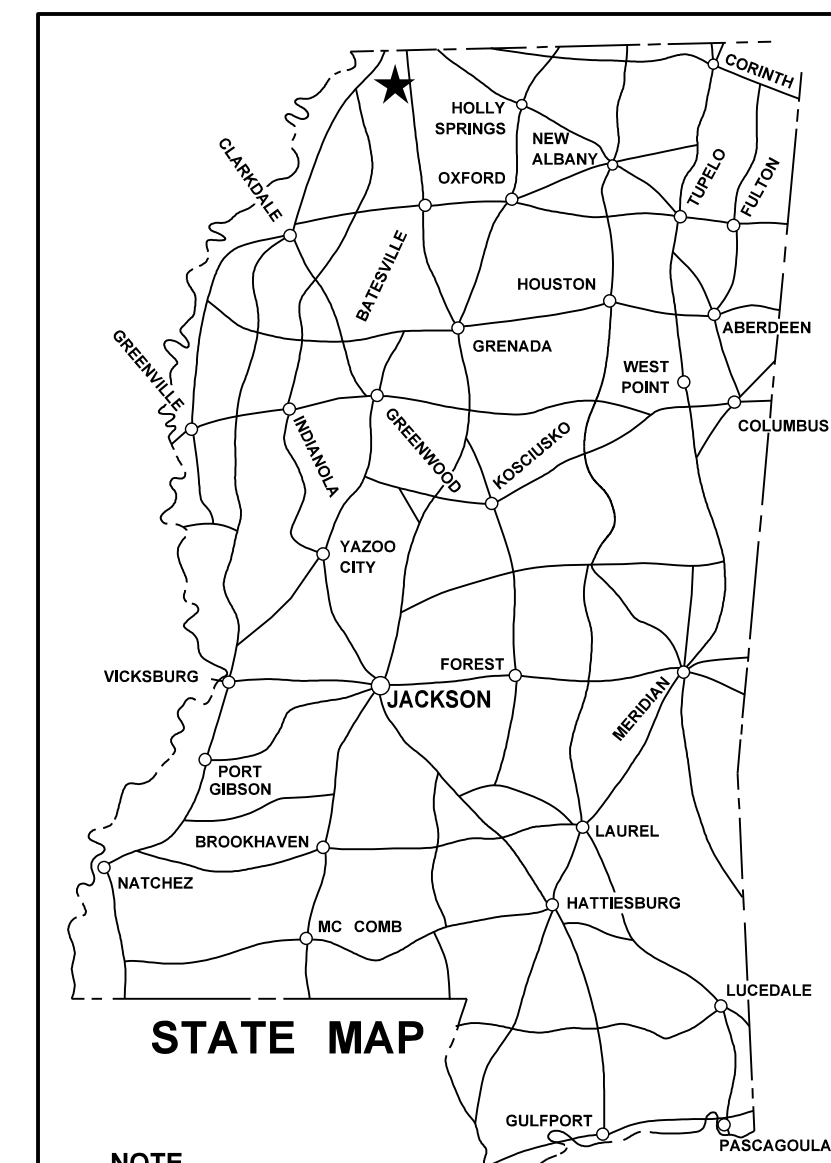 CORINTH
HOLLY
SPRINGS
NEW
ALBANY
CLARKDALE
OXFORD
TUPELO
FULTON
BATESVILLE
HOUSTON
ABERDEEN
GRENADA
GREENVILLE
WEST
POINT
COLUMBUS
INDIANOLA
GREENWOOD
KOSCIUSKO
YAZOO
CITY
VICKSBURG
FOREST
JACKSON
MERIDIAN
PORT
GIBSON
BROOKHAVEN
LAUREL
NATCHEZ
HATTIESBURG
MC COMB
LUCEDALE
STATE MAP
GULFPORT
PASCAGOULA
NOTE